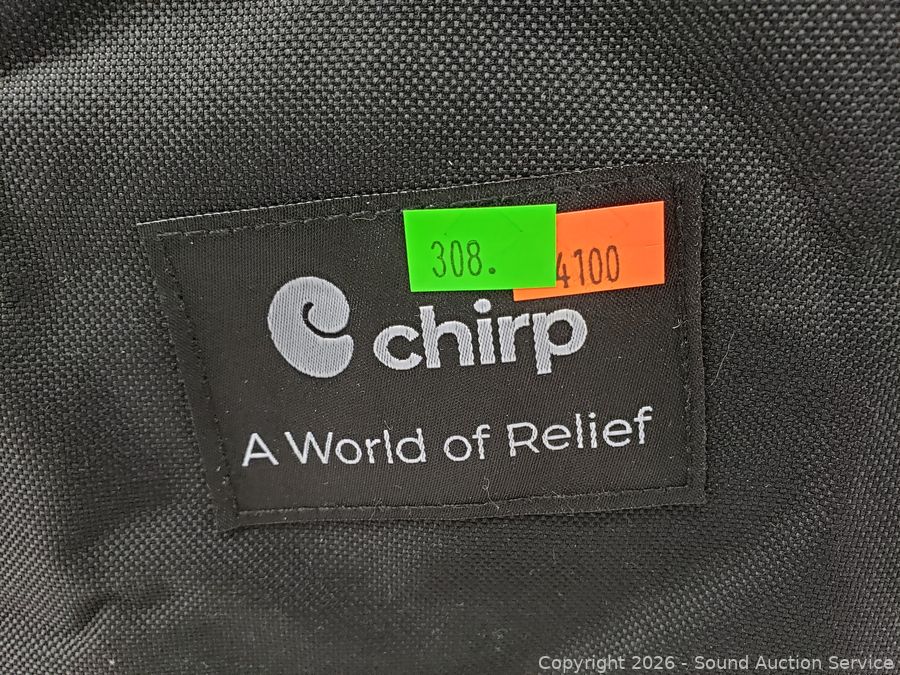 308.
4100
chirp
A World of Relief
Copyright 2026 - Sound Auction Service